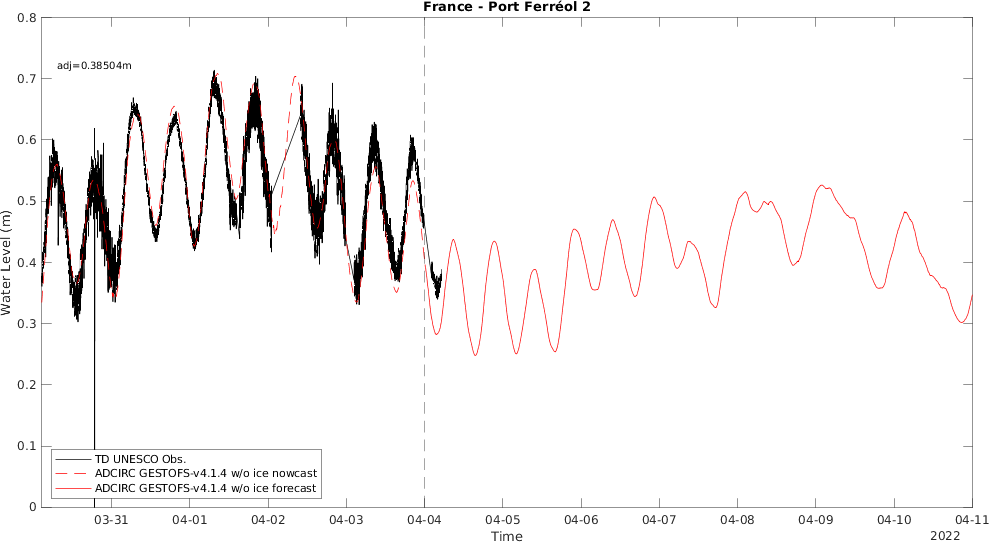 France - Port Ferréol 2
adj=0.38504m
Water Level (m)
0.8
0.7
0.6
0.5
0.4
0.3
0.2
0.1
0
TD UNESCO Obs.
ADCIRC GESTOFS-v4.1.4 w/o ice nowcast
ADCIRC GESTOFS-v4.1.4 w/o ice forecast
03-31 04-01 04-02 04-03 04-04 04-05 04-06 04-07 04-08 04-09 04-10 04-11
Time
2022